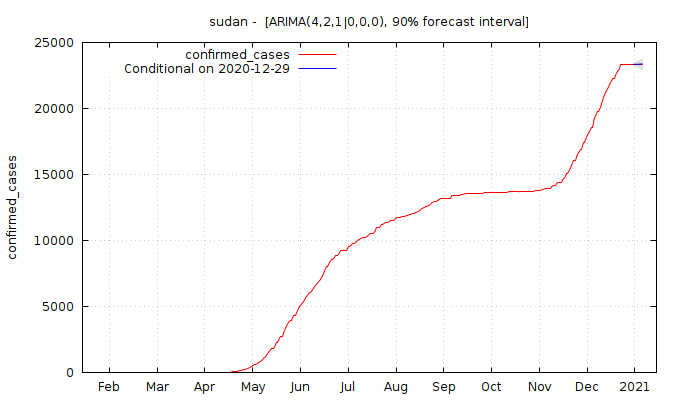 sudan - [ARIMA(4,2,1|0,0,0), 90% forecast interval]
confirmed_cases
Conditional on 2020-12-29
confirmed_cases
25000
20000
15000
10000
5000
0
Feb Mar Apr May Jun Jul Aug Sep Oct Nov Dec 2021